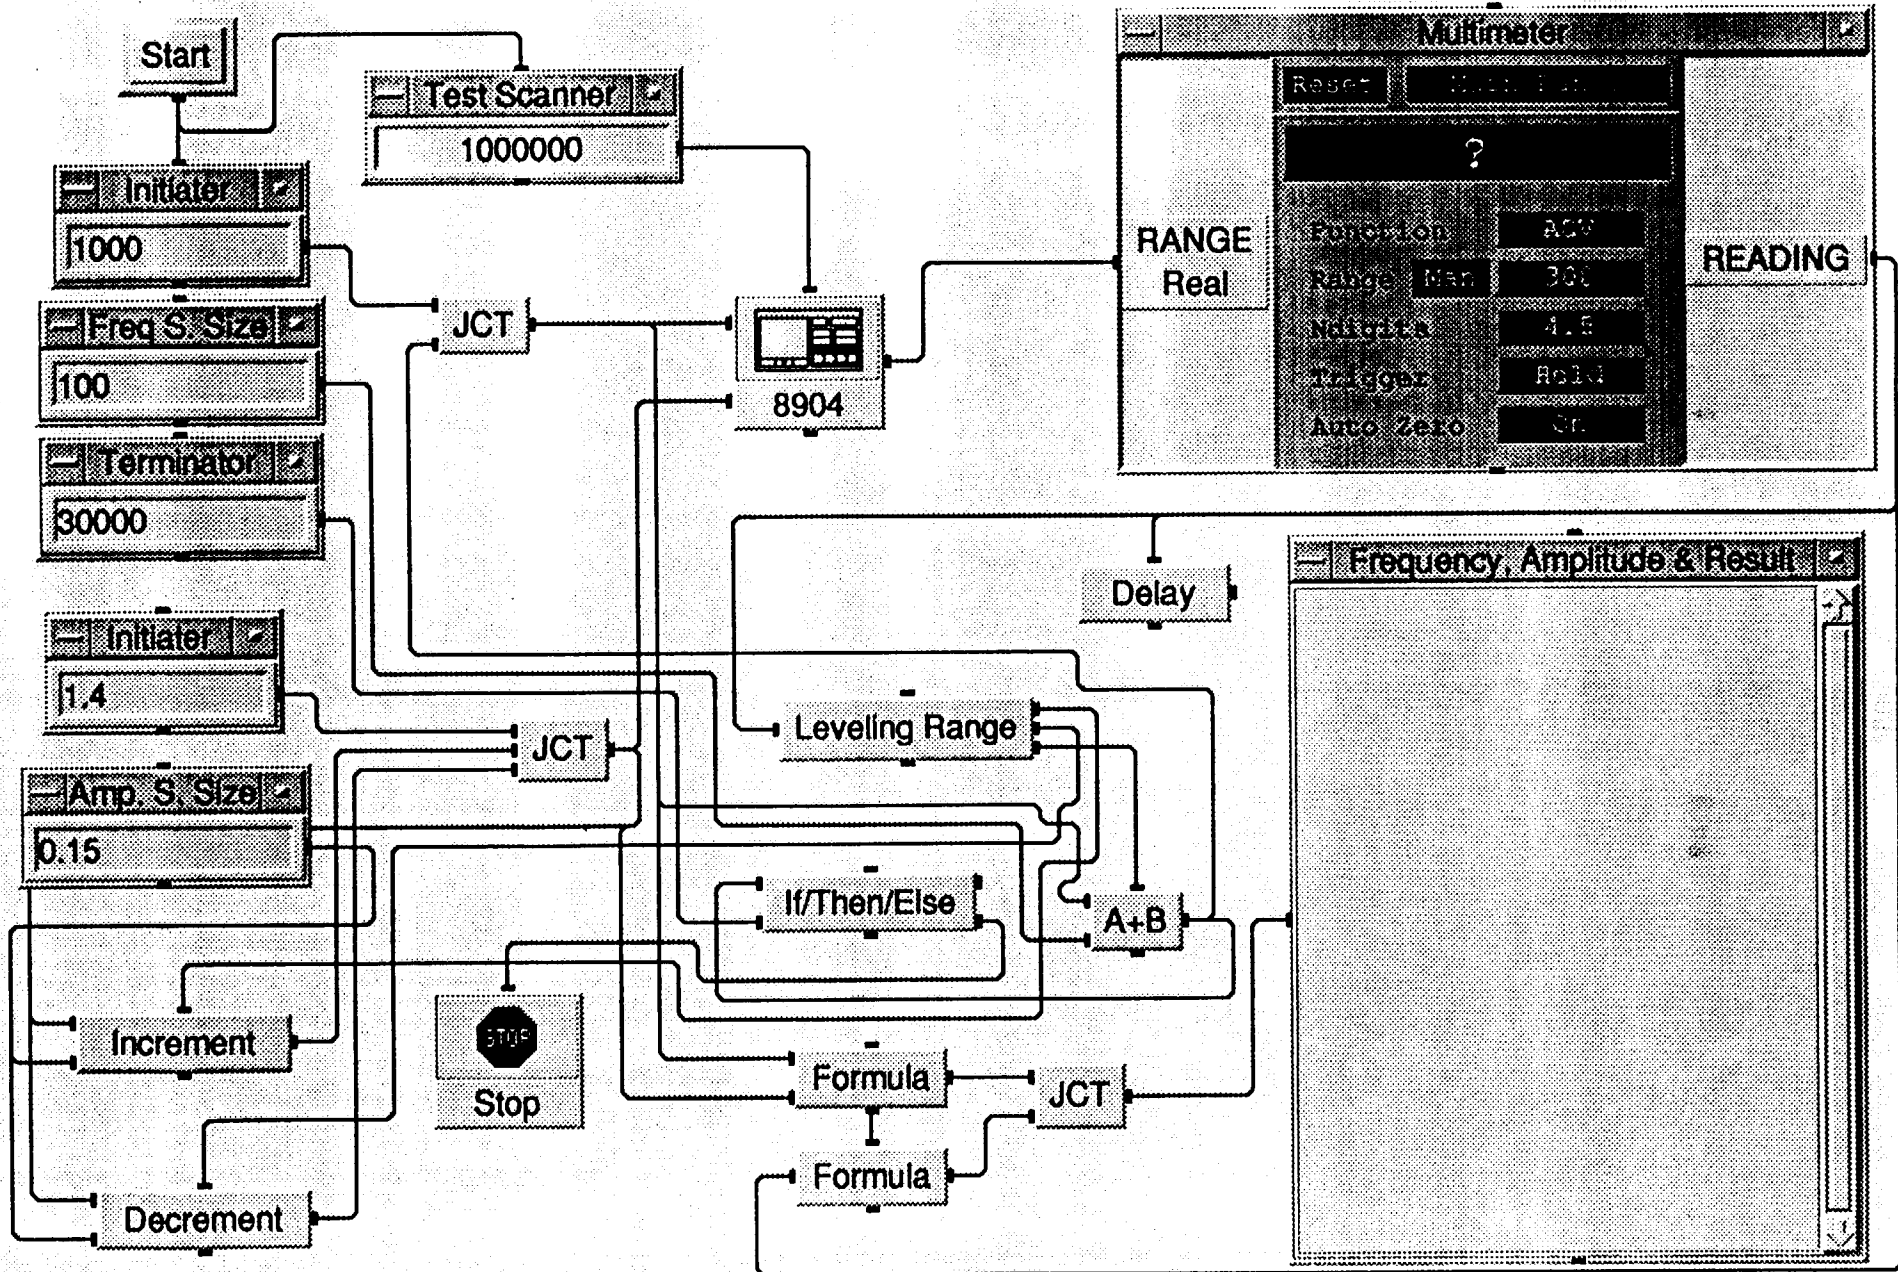 Start
Test Scanner
1000000
Initiater
1000
Freq S. Size
100
Terminator
30000
Initiater
1.4
Amp. S. Size
0.15
JCT
8904
Multimeter
Reset
?
RANGE
Real
Function ACV
Range Man 300
Ndigits 4.5
Trigger Hold
Auto Zero On
READING
Delay
Frequency, Amplitude & Result
JCT
Leveling Range
If/Then/Else
A+B
Increment
STOP
Stop
Formula
JCT
Formula
Decrement